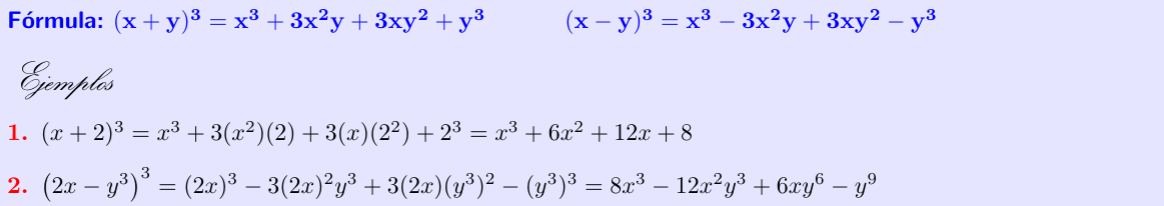 Fórmula: (x + y)³ = x³ + 3x²y + 3xy² + y³ (x − y)³ = x³ − 3x²y + 3xy² − y³
Ejemplos
1. (x + 2)³ = x³ + 3(x²)(2) + 3(x)(2²) + 2³ = x³ + 6x² + 12x + 8
2. (2x − y³)³ = (2x)³ − 3(2x)²y³ + 3(2x)(y³)² − (y³)³ = 8x³ − 12x²y³ + 6xy⁶ − y⁹